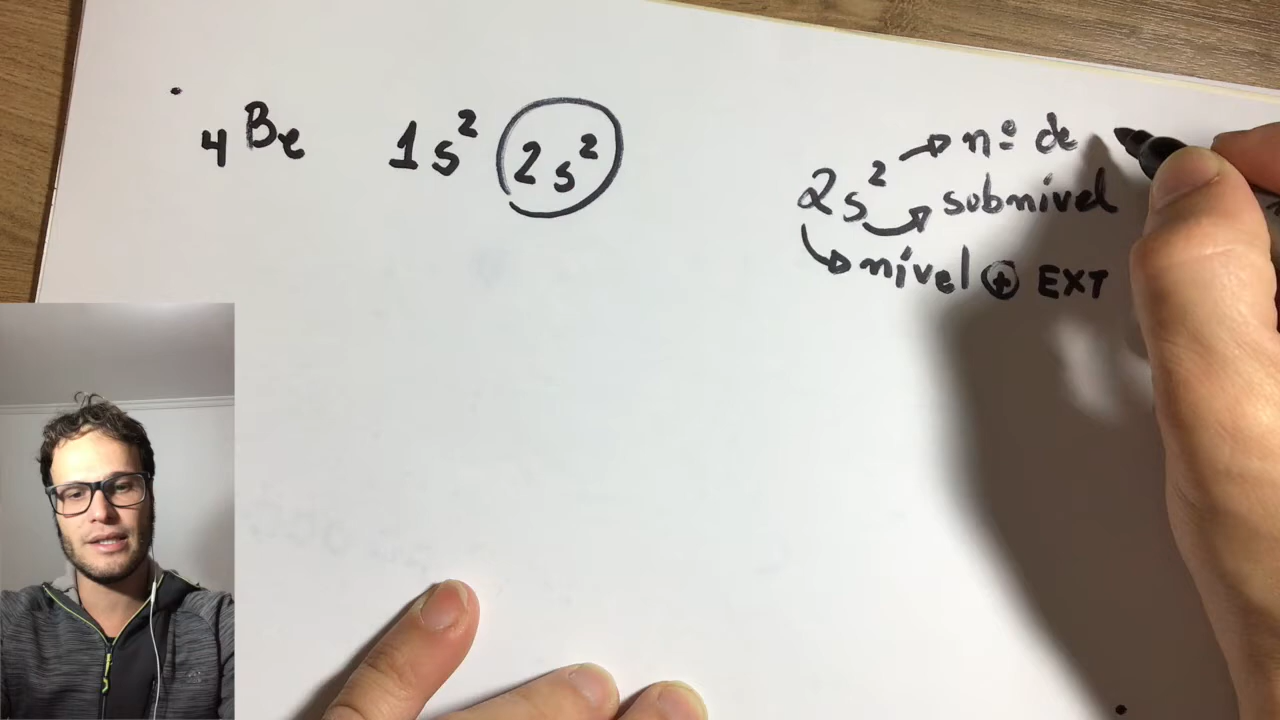 ₄Be 1s² 2s²
2s² → nº de
→ subnível
→ nível ⊕ EXT